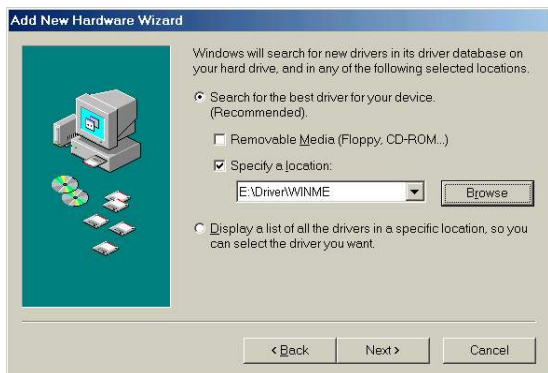 Add New Hardware Wizard
Windows will search for new drivers in its driver database on
your hard drive, and in any of the following selected locations.
Search for the best driver for your device.
(Recommended).
Removable Media (Floppy, CD-ROM...)
Specify a location:
E:\Driver\WINME
Browse
Display a list of all the drivers in a specific location, so you
can select the driver you want.
< Back
Next >
Cancel